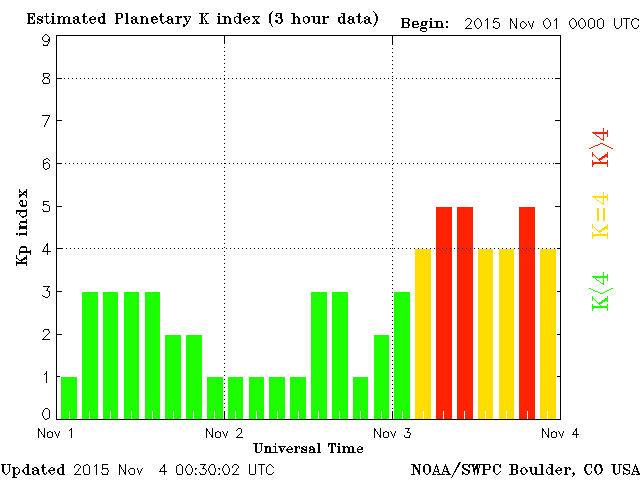 Estimated Planetary K index (3 hour data) Begin: 2015 Nov 01 0000 UTC
9
8
7
6
5
4
3
2
1
0
Kp index
K>4
K=4
K<4
Nov 1 Nov 2 Nov 3 Nov 4
Universal Time
Updated 2015 Nov 4 00:30:02 UTC NOAA/SWPC Boulder, CO USA